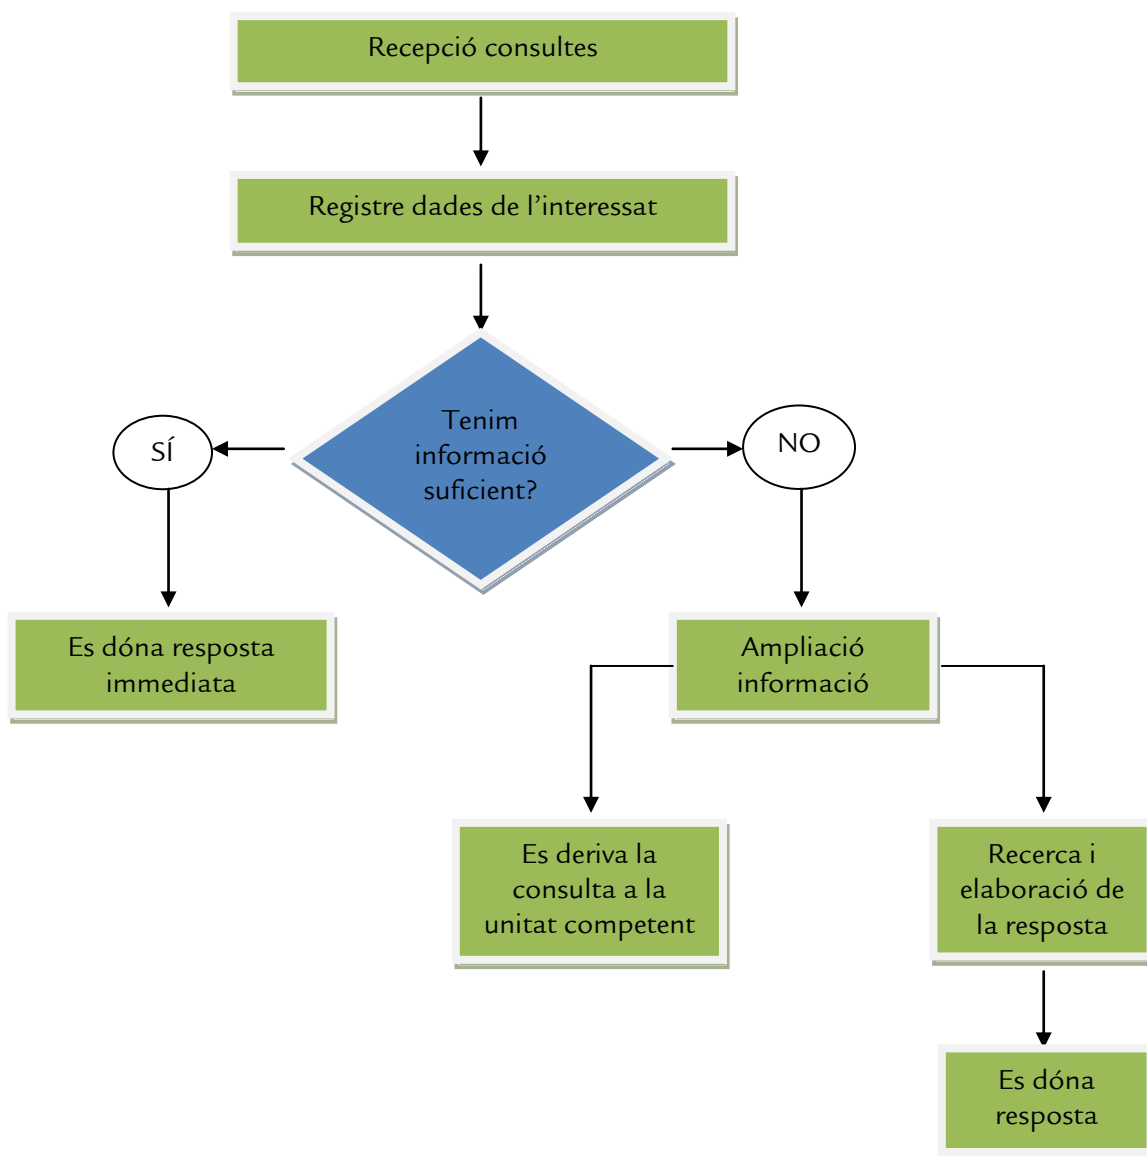 Recepció consultes
Registre dades de l’interessat
Tenim
informació
suficient?
SÍ
NO
Es dóna resposta
immediata
Ampliació
informació
Es deriva la
consulta a la
unitat competent
Recerca i
elaboració de
la resposta
Es dóna
resposta